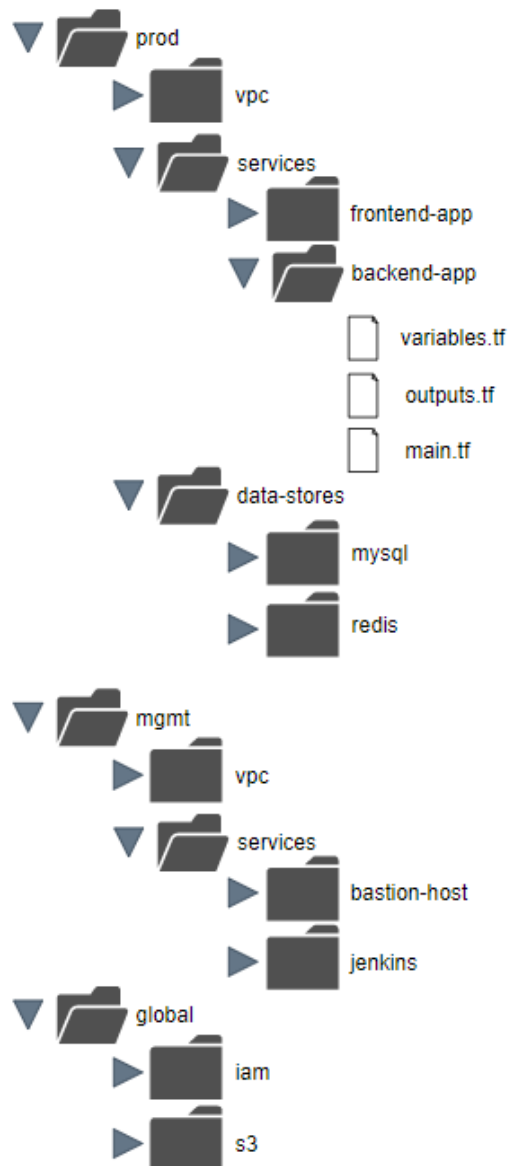 prod
vpc
services
frontend-app
backend-app
variables.tf
outputs.tf
main.tf
data-stores
mysql
redis
mgmt
vpc
services
bastion-host
jenkins
global
iam
s3